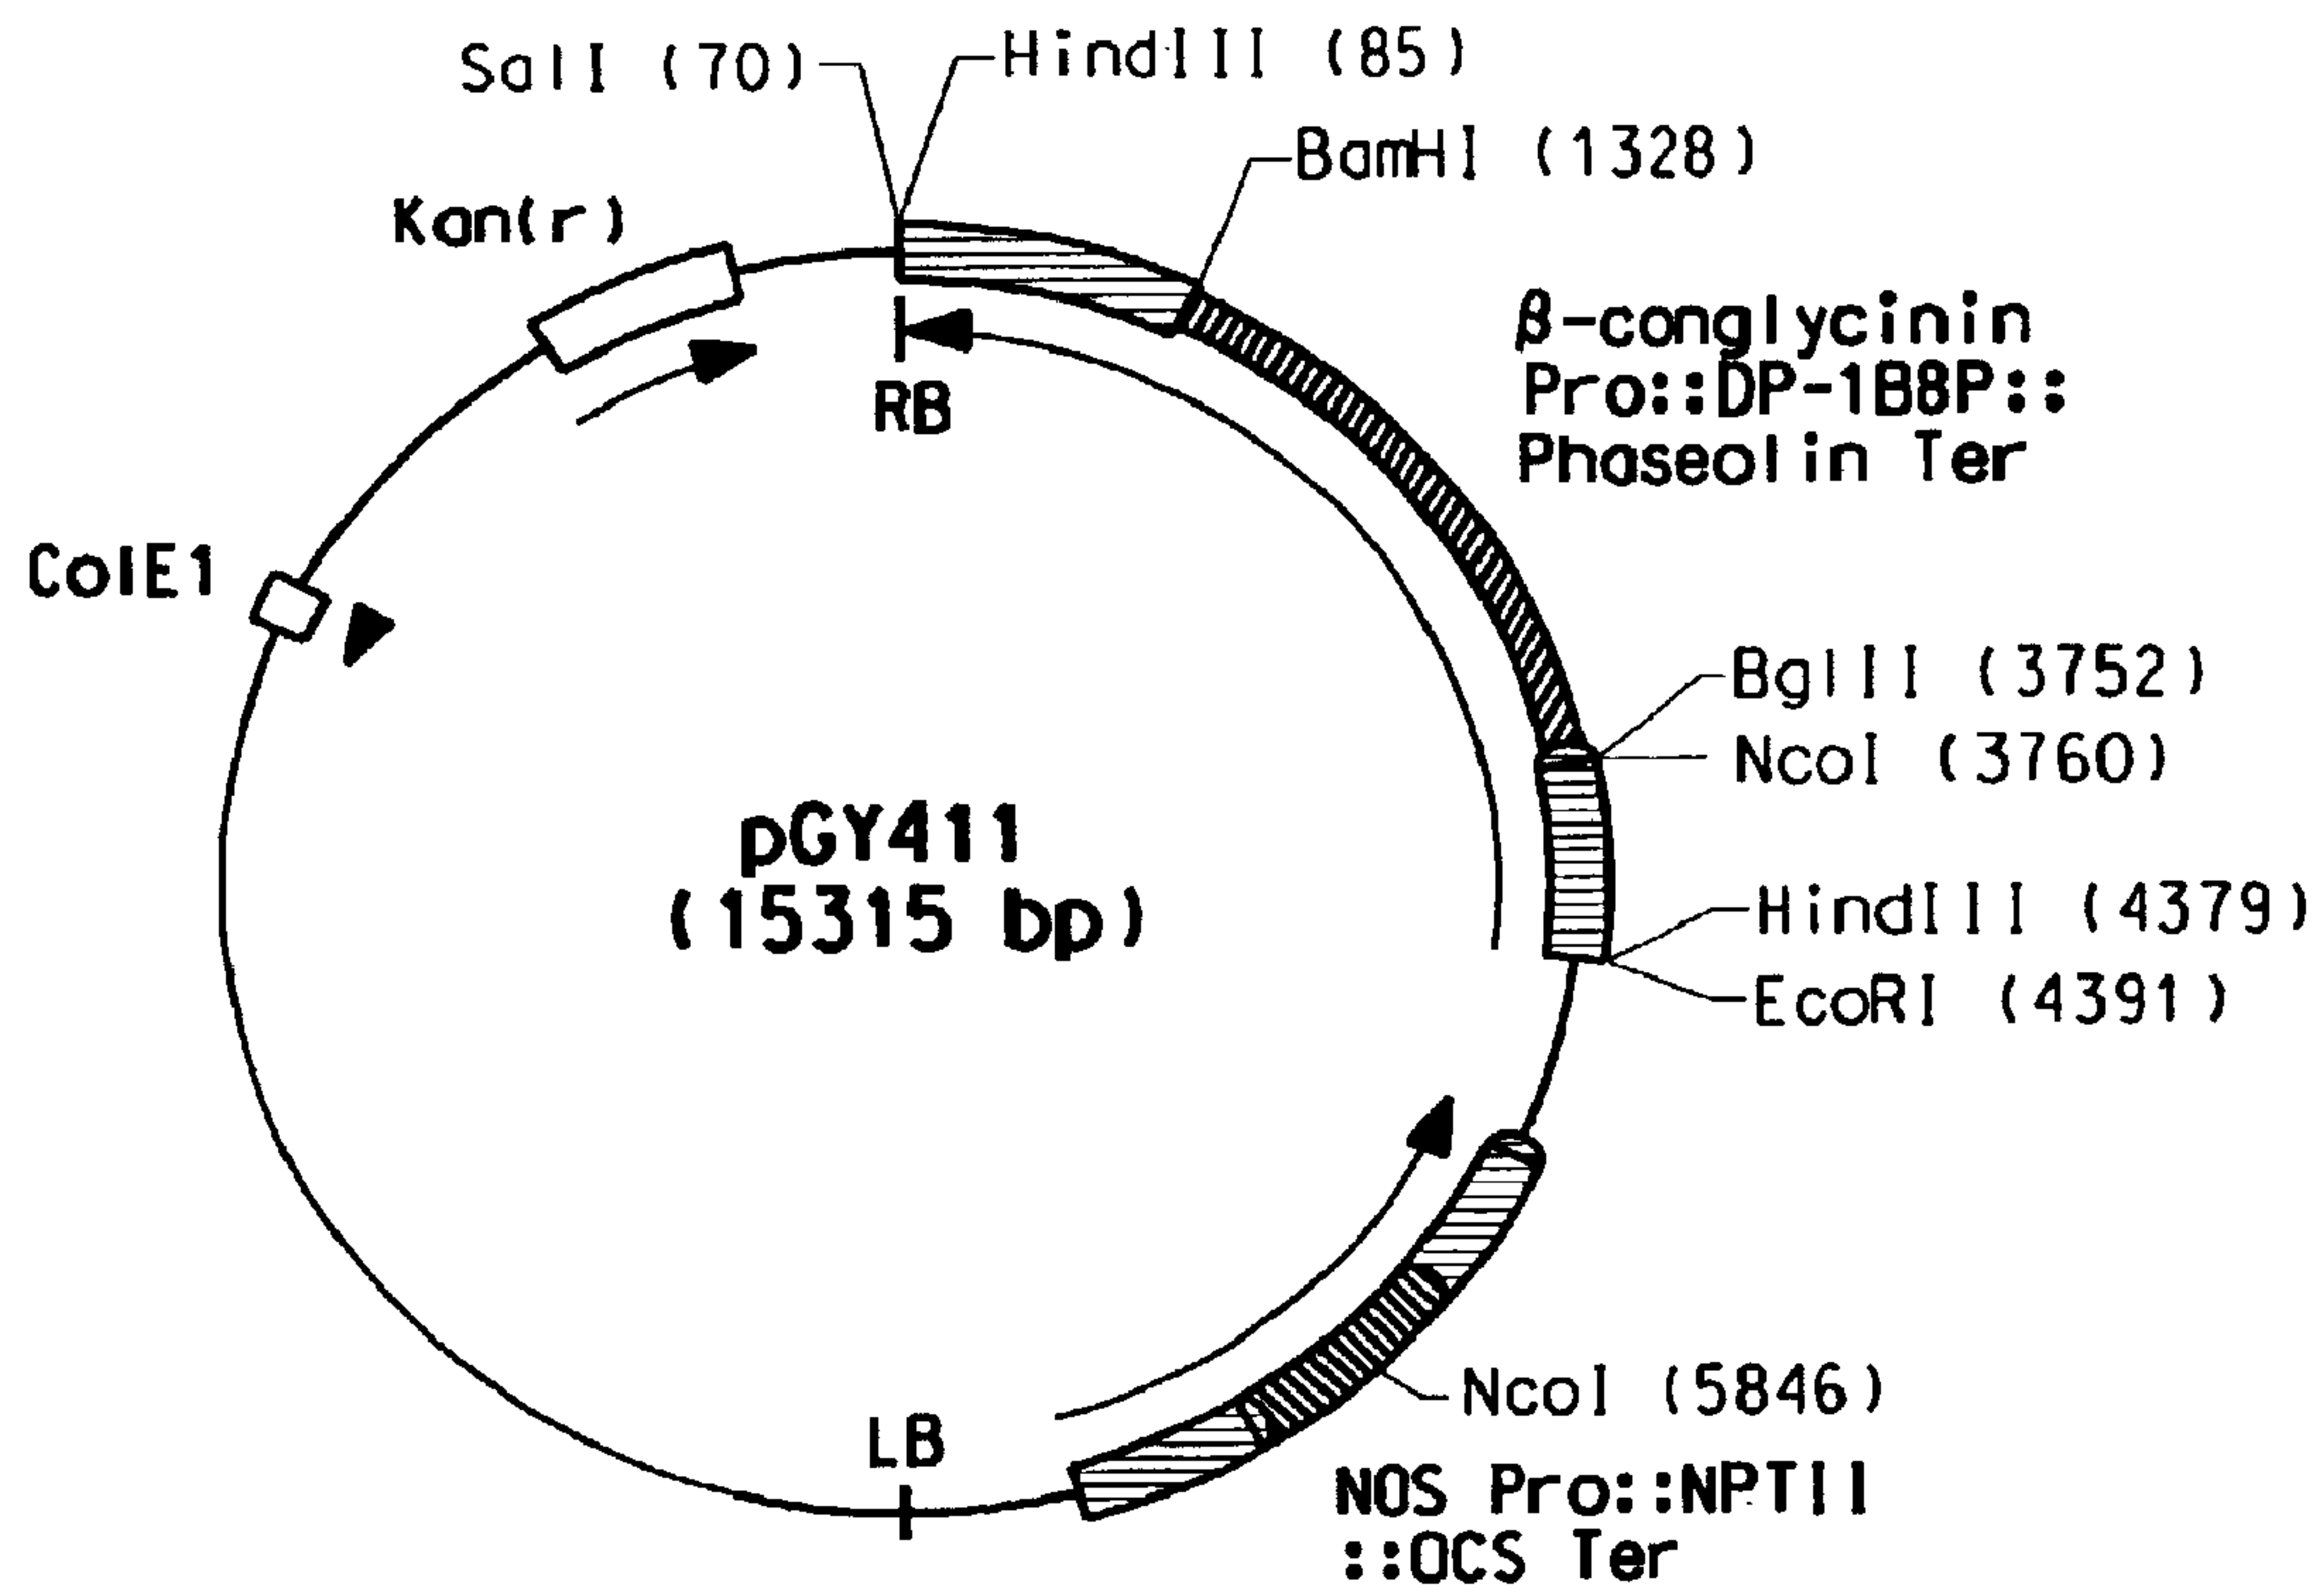 SalI (70)
HindIII (85)
BamHI (1328)
Kan(r)
β-conglycinin
Pro::DP-1B8P::
Phaseolin Ter
RB
ColE1
BglII (3752)
NcoI (3760)
pGY411
(15315 bp)
HindIII (4379)
EcoRI (4391)
NcoI (5846)
LB
NOS Pro::NPTII
::OCS Ter